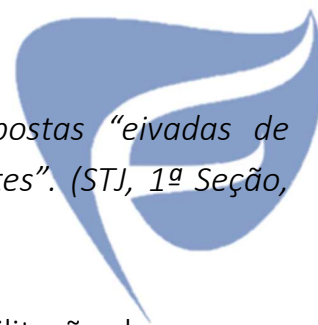 postas “eivadas de
tes”. (STJ, 1ª Seção,